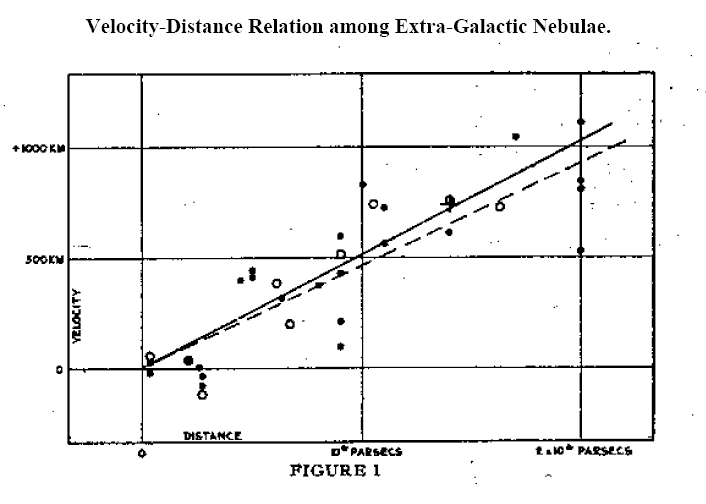 Velocity-Distance Relation among Extra-Galactic Nebulae.
+1000 KM
500 KM
VELOCITY
0
DISTANCE
0
10⁶ PARSECS
2 x 10⁶ PARSECS
FIGURE 1